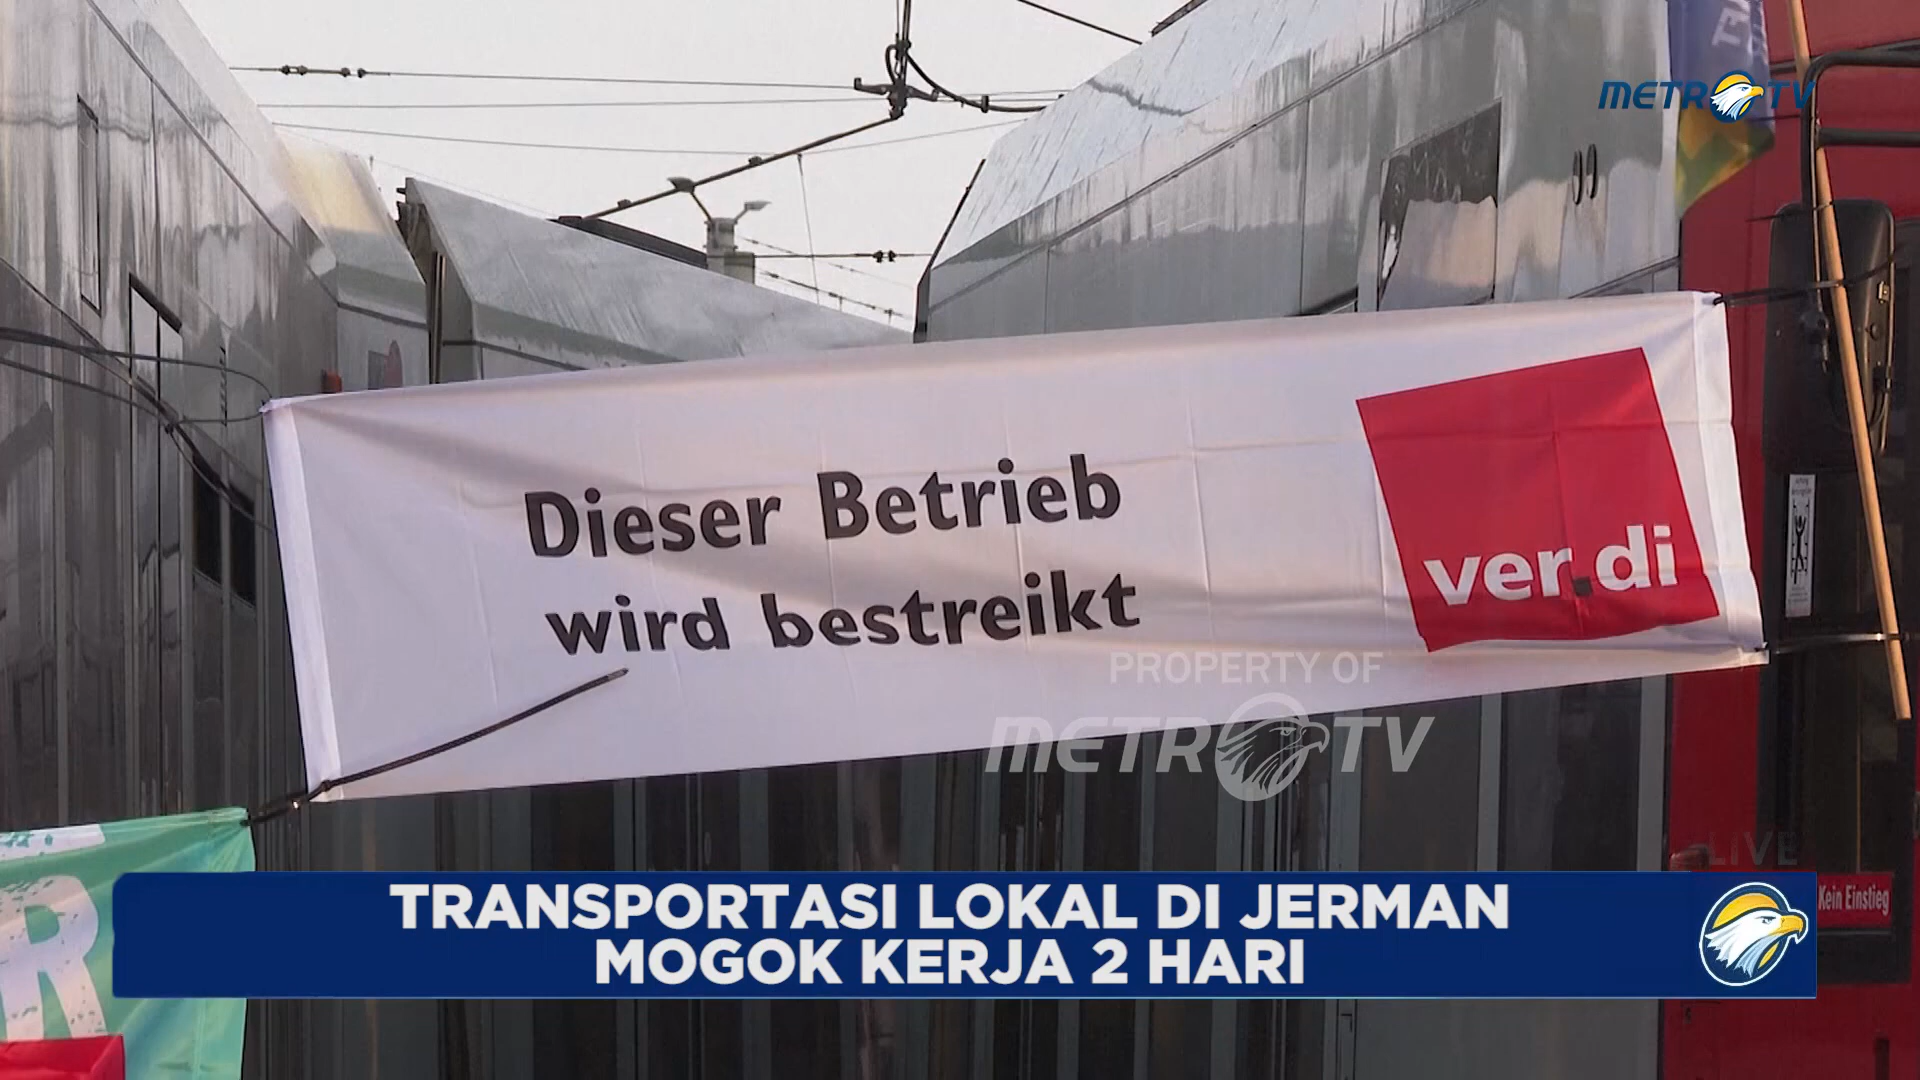 METRO TV
Dieser Betrieb
wird bestreikt
ver.di
PROPERTY OF
METRO TV
LIVE
TRANSPORTASI LOKAL DI JERMAN
MOGOK KERJA 2 HARI
Kein Einstieg
R